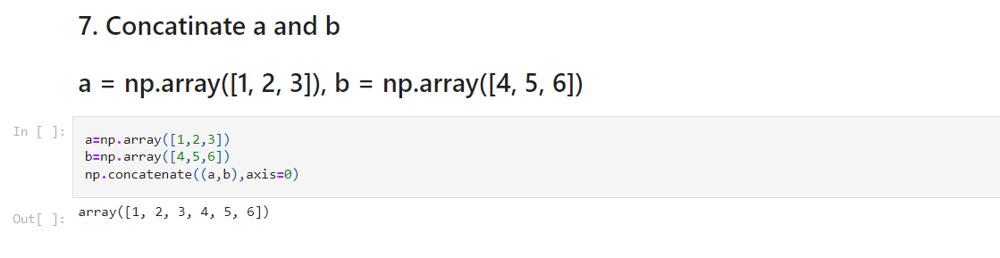 7. Concatinate a and b
a = np.array([1, 2, 3]), b = np.array([4, 5, 6])
In [ ]:
a=np.array([1,2,3])
b=np.array([4,5,6])
np.concatenate((a,b),axis=0)
Out[ ]:
array([1, 2, 3, 4, 5, 6])